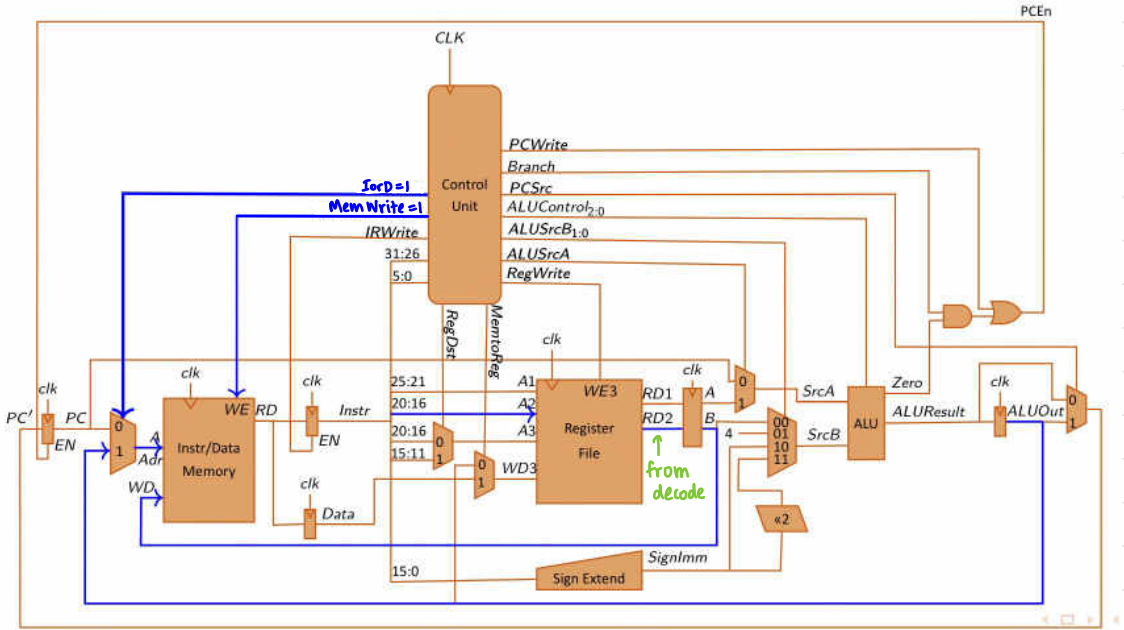 PCEn
CLK
PCWrite
Branch
IorD=1
PCSrc
Control
Unit
MemWrite=1
ALUControl2:0
IRWrite
ALUSrcB1:0
31:26
ALUSrcA
5:0
RegWrite
RegDst
MemtoReg
clk
clk
clk
clk
clk
clk
PC′
PC
EN
0
1
A
Adr
WD
WE
RD
Instr/Data
Memory
EN
Instr
25:21
20:16
20:16
15:11
0
1
0
1
A1
A2
A3
WD3
WE3
Register
File
RD1
RD2
A
B
from
decode
0
1
SrcA
4
00
01
10
11
SrcB
ALU
Zero
ALUResult
ALUOut
0
1
clk
Data
«2
15:0
Sign Extend
SignImm